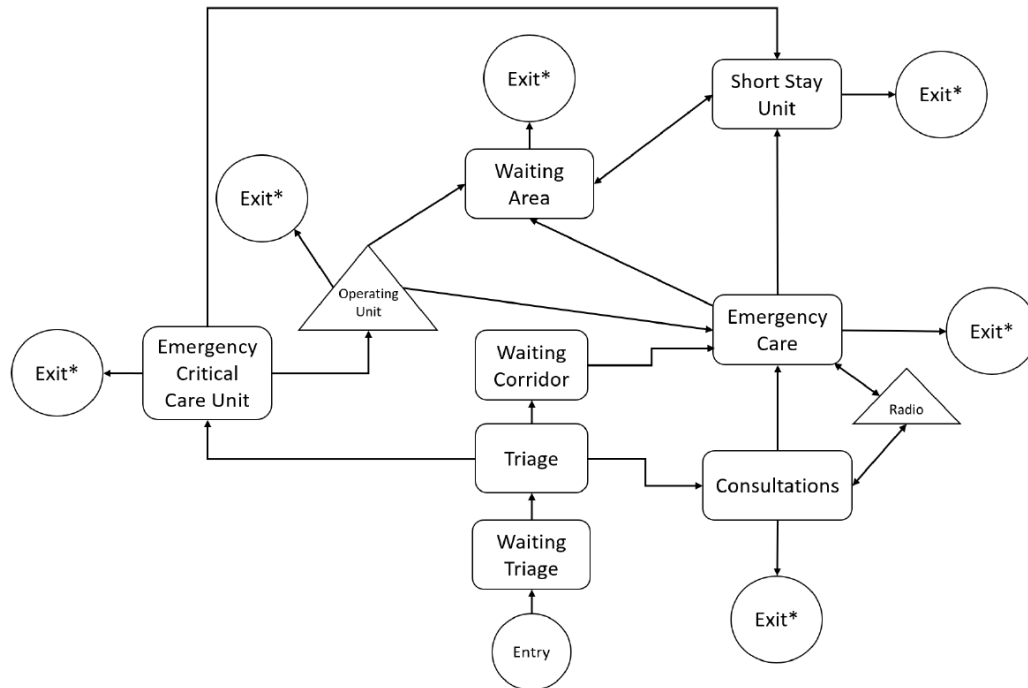 Exit*
Short Stay
Unit
Exit*
Waiting
Area
Exit*
Operating
Unit
Emergency
Care
Exit*
Emergency
Critical
Care Unit
Exit*
Waiting
Corridor
Radio
Triage
Consultations
Waiting
Triage
Exit*
Entry